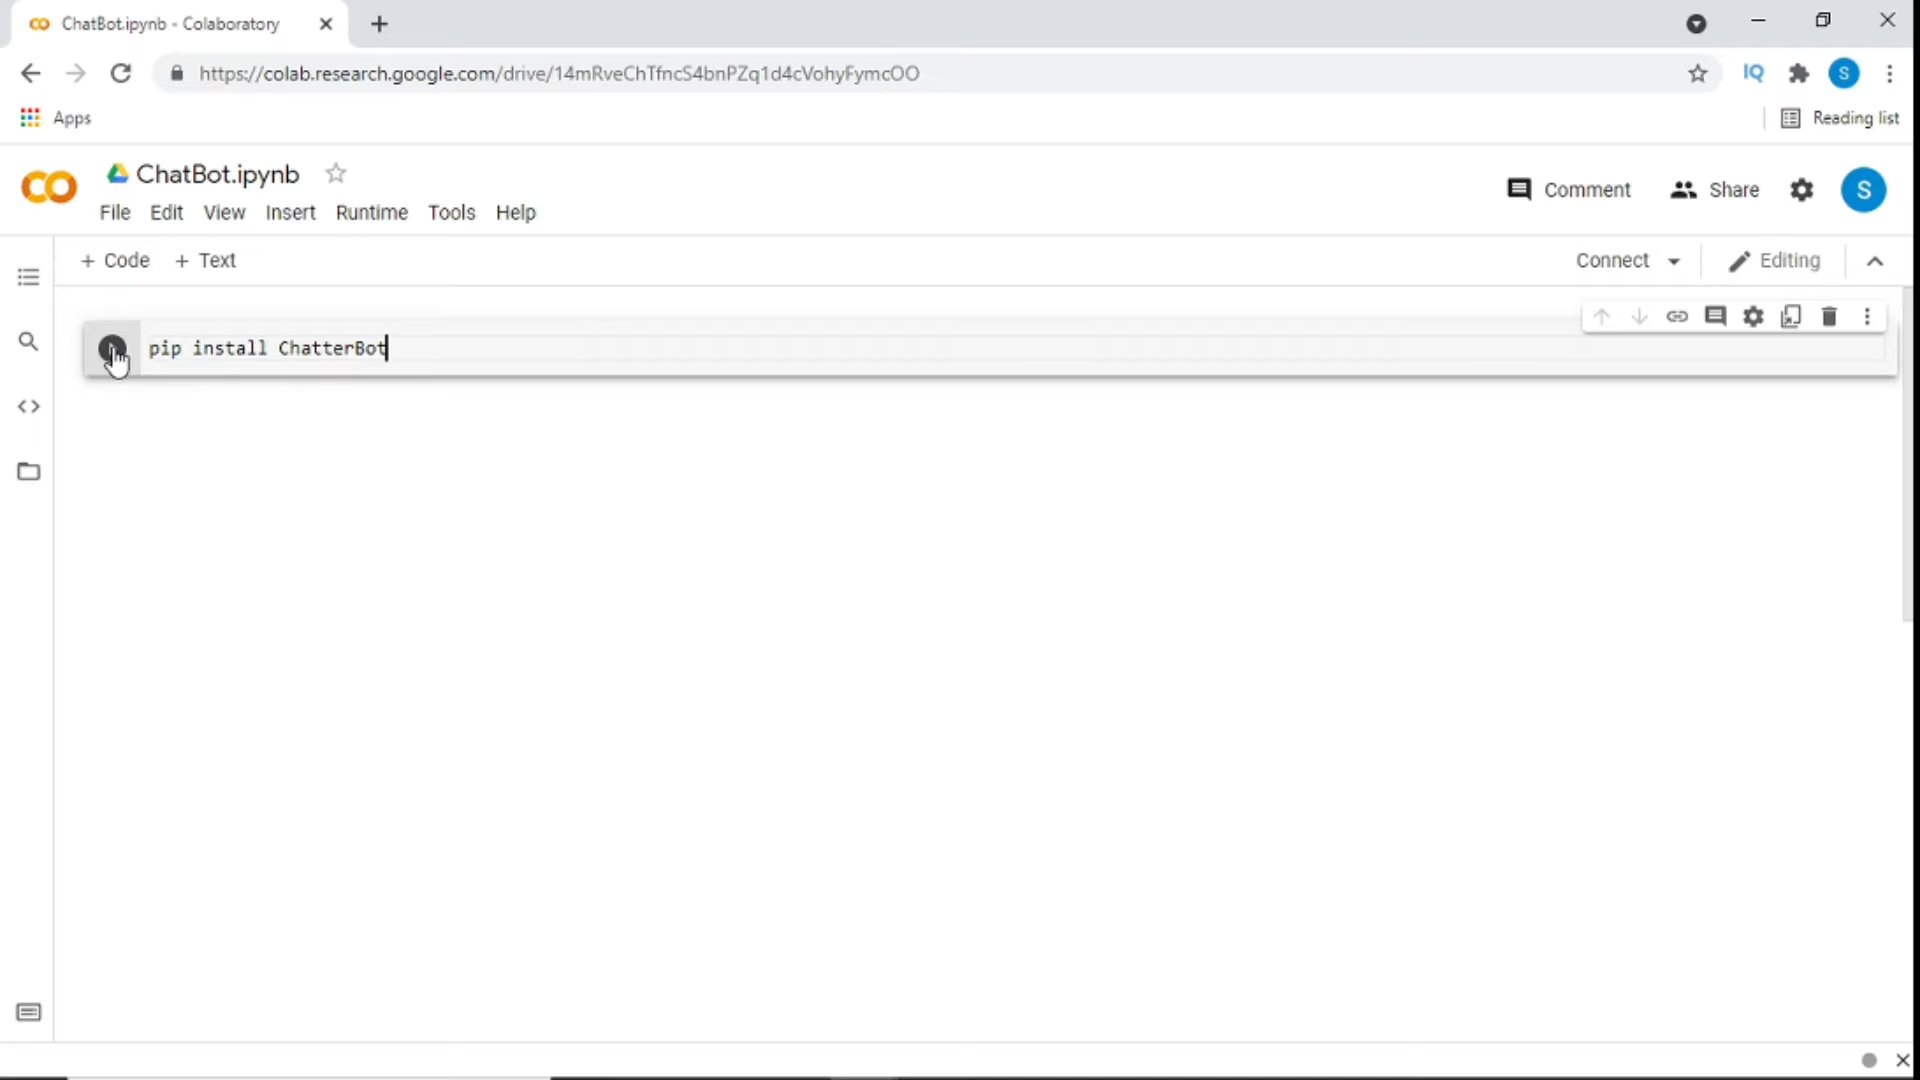 ChatBot.ipynb - Colaboratory
https://colab.research.google.com/drive/14mRveChTfncS4bnPZq1d4cVohyFymcOO
IQ
S
Apps
Reading list
CO
ChatBot.ipynb
File Edit View Insert Runtime Tools Help
Comment
Share
S
+ Code + Text
Connect
Editing
pip install ChatterBot